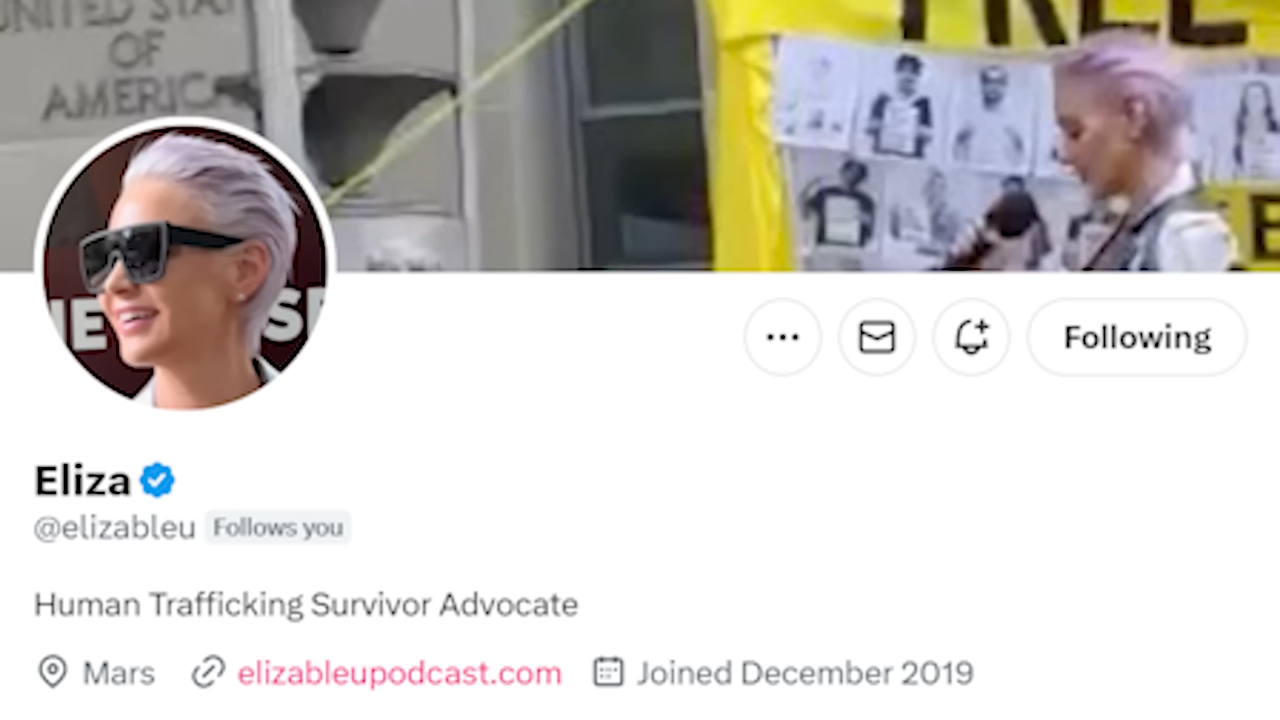 UNITED STAT
OF
AMERIC
FREE
Following
Eliza
@elizableu Follows you
Human Trafficking Survivor Advocate
Mars elizableupodcast.com Joined December 2019